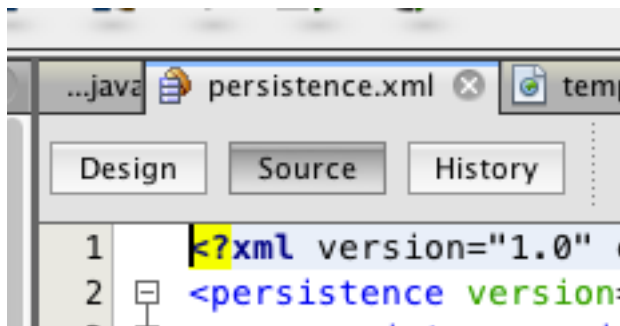 ...java persistence.xml temp
Design Source History
1 <?xml version="1.0"
2 <persistence version=